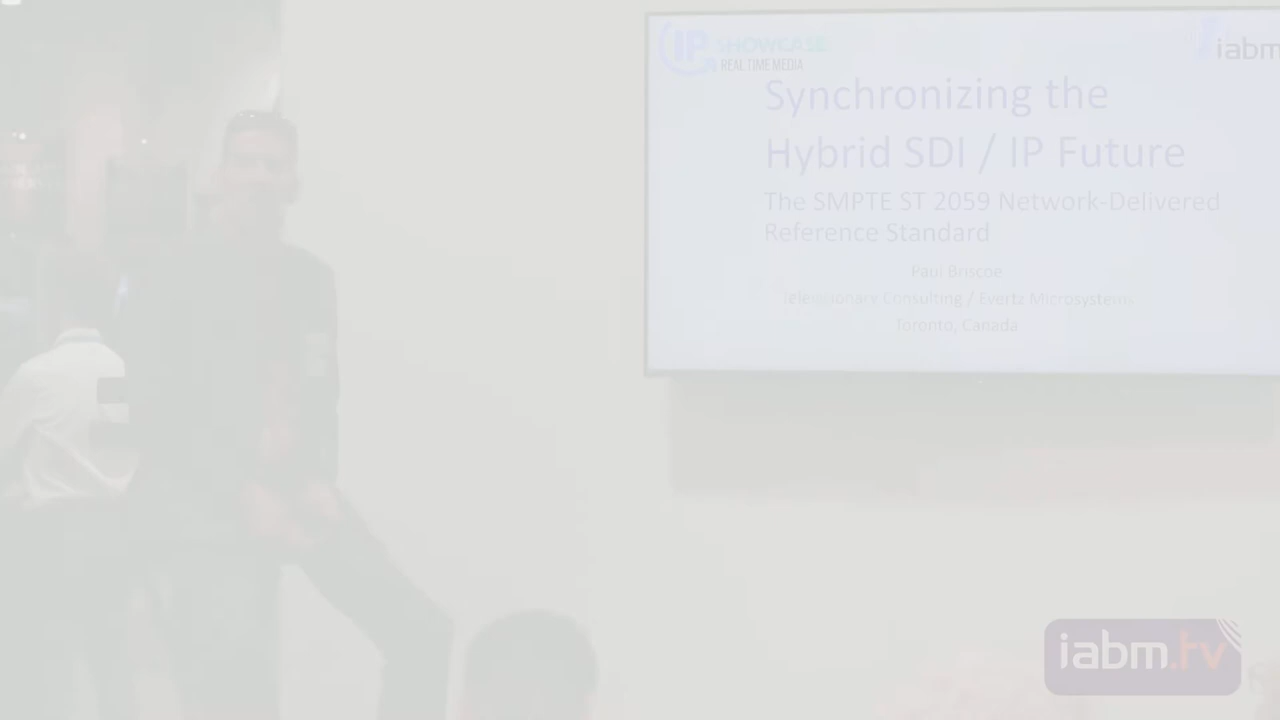 IP SHOWCASE
REAL TIME MEDIA
iabm
Synchronizing the
Hybrid SDI / IP Future
The SMPTE ST 2059 Network-Delivered
Reference Standard
Paul Briscoe
Televisionary Consulting / Evertz Microsystems
Toronto, Canada
iabm.tv